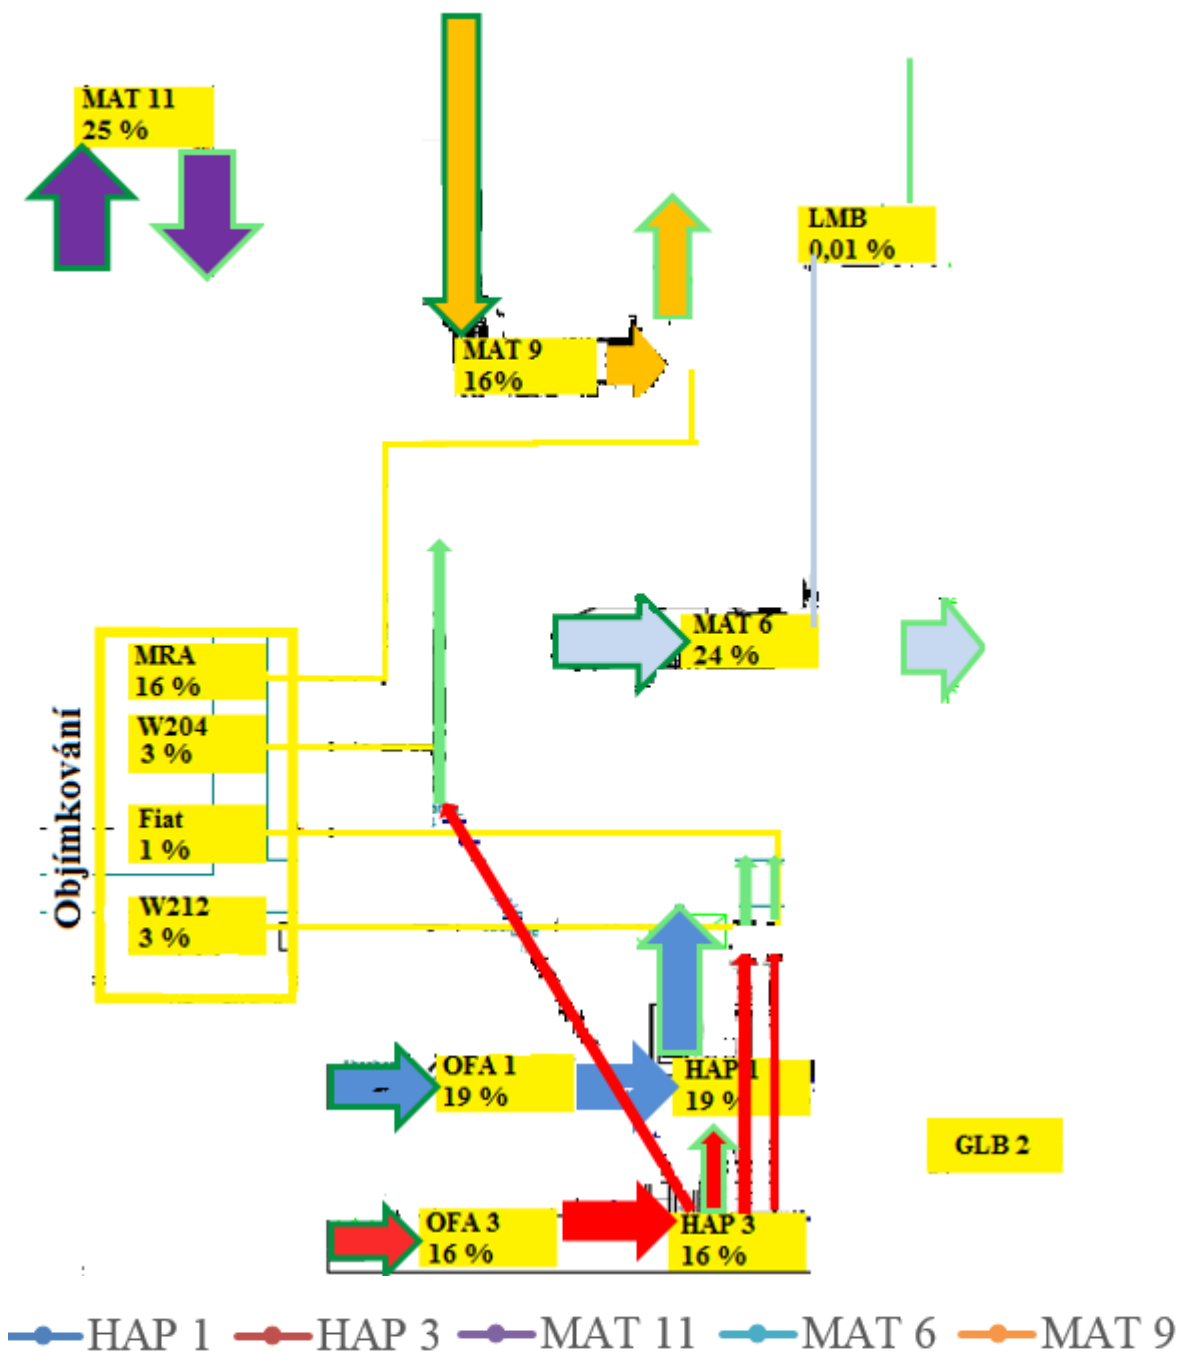 MAT 11
25 %
LMB
0,01 %
MAT 9
16%
MAT 6
24 %
Objímkování
MRA
16 %
W204
3 %
Fiat
1 %
W212
3 %
OFA 1
19 %
HAP 1
19 %
GLB 2
OFA 3
16 %
HAP 3
16 %
HAP 1 HAP 3 MAT 11 MAT 6 MAT 9